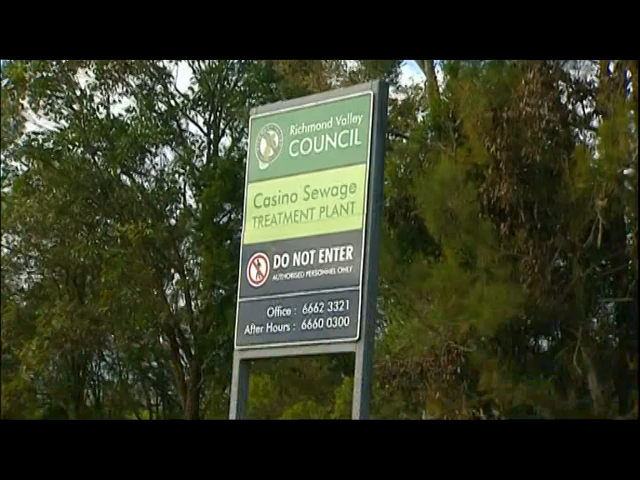 Richmond Valley
COUNCIL
Casino Sewage
TREATMENT PLANT
DO NOT ENTER
AUTHORISED PERSONNEL ONLY
Office : 6662 3321
After Hours : 6660 0300